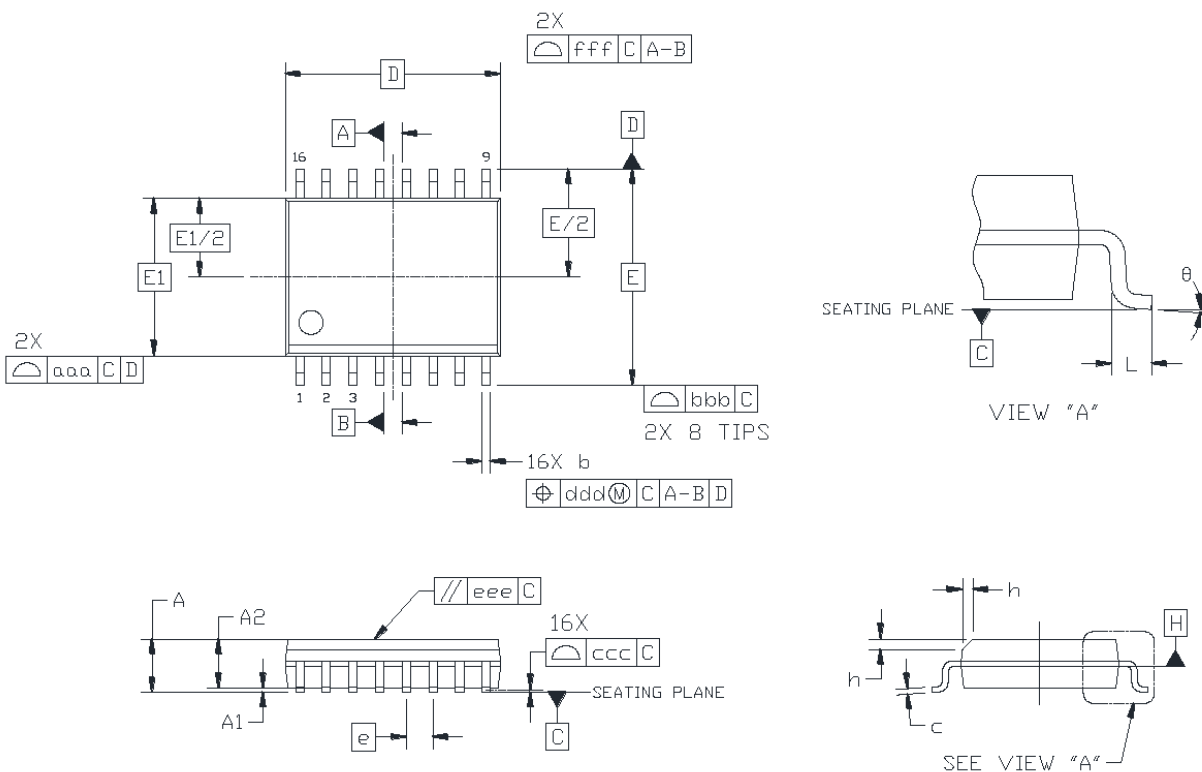 2X
fff C A-B
D
A
D
16
9
E1/2
E/2
E1
E
2X
aaa C D
1 2 3
B
bbb C
2X 8 TIPS
16X b
ddd Ⓜ C A-B D
SEATING PLANE
C
θ
L
VIEW "A"
A
A2
A1
// eee C
16X
ccc C
SEATING PLANE
C
e
h
h
c
H
SEE VIEW "A"